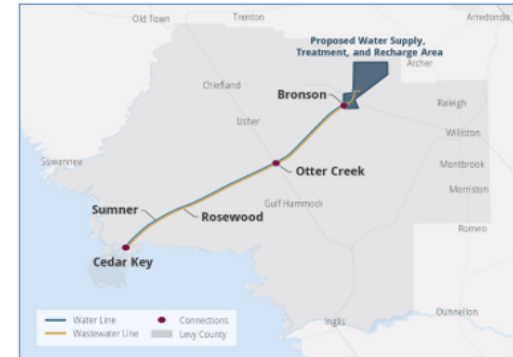 Old Town
Trenton
Arredondo
Proposed Water Supply,
Treatment, and Recharge Area
Archer
Chiefland
Bronson
Raleigh
Usher
Williston
Suwannee
Otter Creek
Montbrook
Morriston
Gulf Hammock
Sumner
Rosewood
Romeo
Cedar Key
Dunnellon
Inglis
Water Line
Connections
Wastewater Line
Levy County